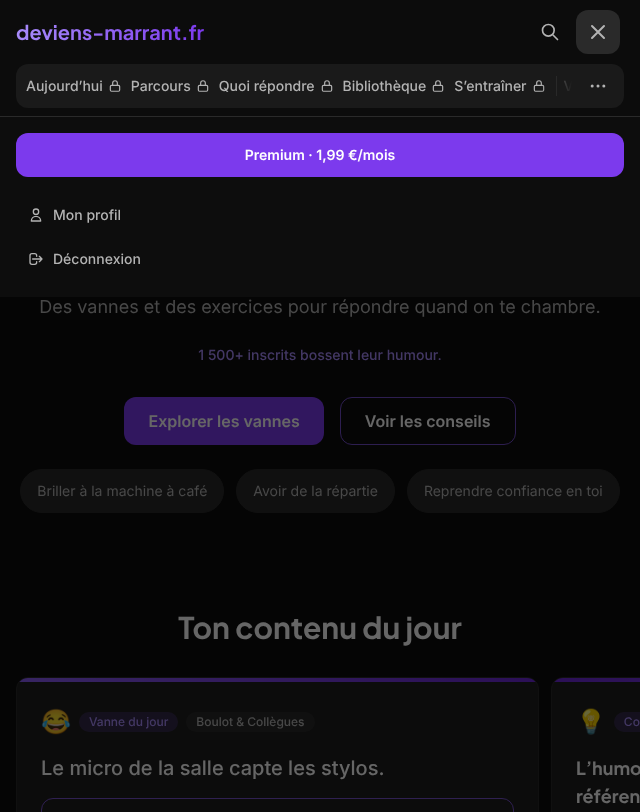 deviens-marrant.fr
Aujourd’hui Parcours Quoi répondre Bibliothèque S’entraîner
Premium · 1,99 €/mois
Mon profil
Déconnexion
Des vannes et des exercices pour répondre quand on te chambre.
1 500+ inscrits bossent leur humour.
Explorer les vannes Voir les conseils
Briller à la machine à café Avoir de la répartie Reprendre confiance en toi
Ton contenu du jour
😂 Vanne du jour Boulot & Collègues 💡
Le micro de la salle capte les stylos.